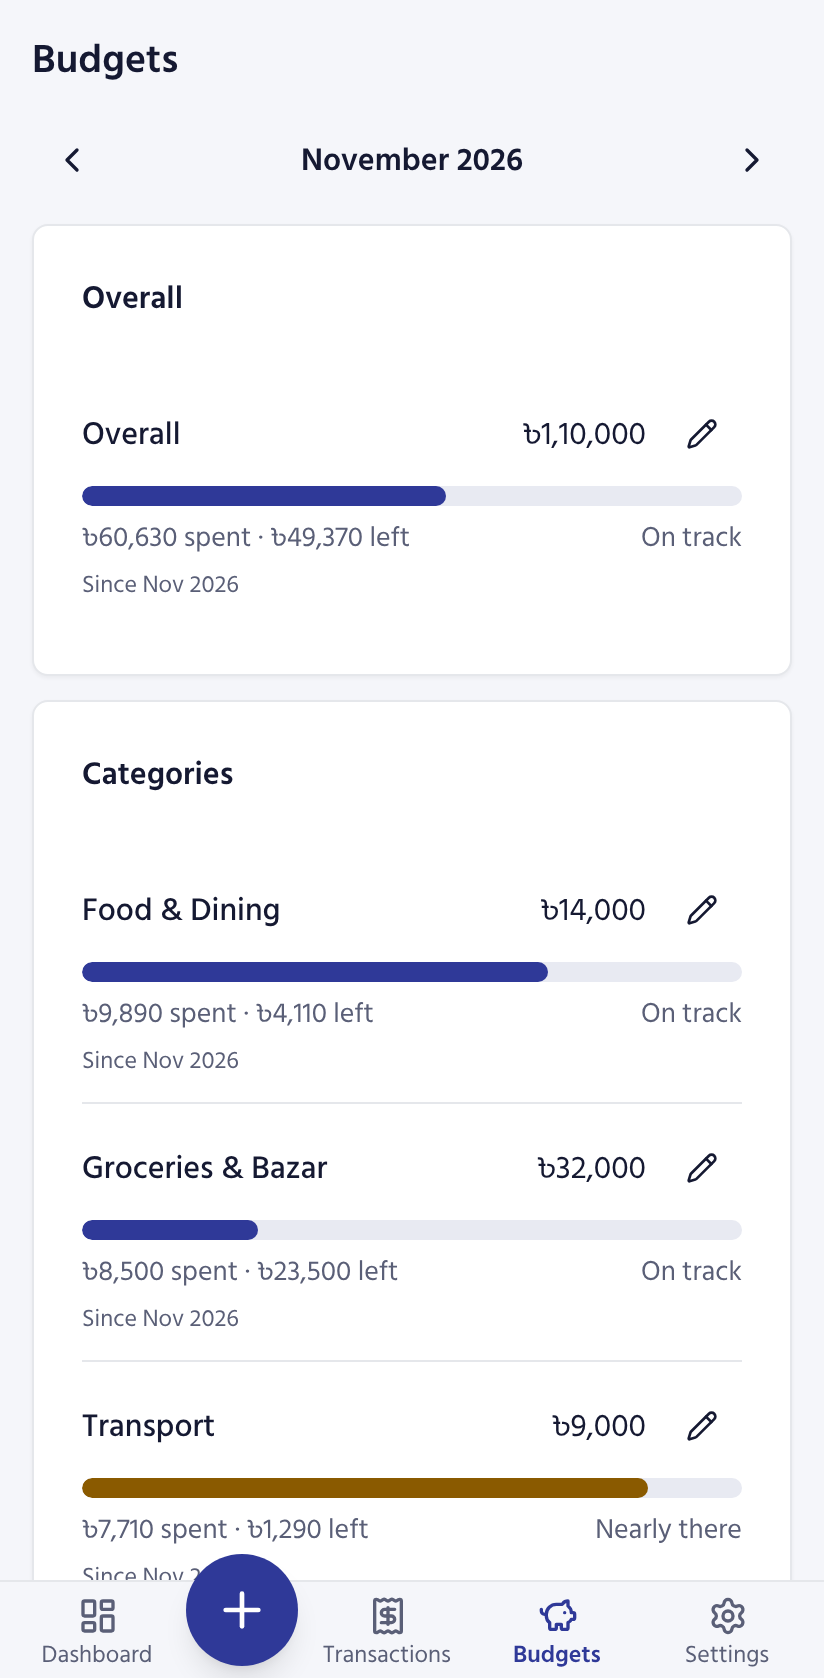 Budgets
November 2026
Overall
Overall ৳1,10,000
৳60,630 spent · ৳49,370 left On track
Since Nov 2026
Categories
Food & Dining ৳14,000
৳9,890 spent · ৳4,110 left On track
Since Nov 2026
Groceries & Bazar ৳32,000
৳8,500 spent · ৳23,500 left On track
Since Nov 2026
Transport ৳9,000
৳7,710 spent · ৳1,290 left Nearly there
Since Nov
Dashboard Transactions Budgets Settings